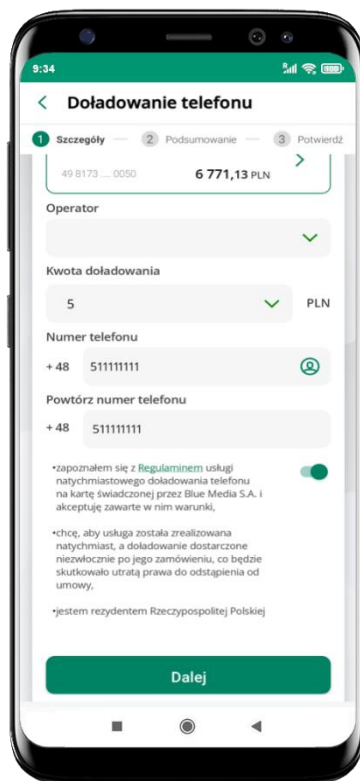 9:34
Doładowanie telefonu
1 Szczegóły 2 Podsumowanie 3 Potwierdź
49 8173 .... 0050 6 771,13 PLN
Operator
Kwota doładowania
5 PLN
Numer telefonu
+ 48 511111111
Powtórz numer telefonu
+ 48 511111111
•zapoznałem się z Regulaminem usługi
natychmiastowego doładowania telefonu
na kartę świadczonej przez Blue Media S.A. i
akceptuję zawarte w nim warunki,
•chcę, aby usługa została zrealizowana
natychmiast, a doładowanie dostarczone
niezwłocznie po jego zamówieniu, co będzie
skutkowało utratą prawa do odstąpienia od
umowy,
•jestem rezydentem Rzeczypospolitej Polskiej
Dalej